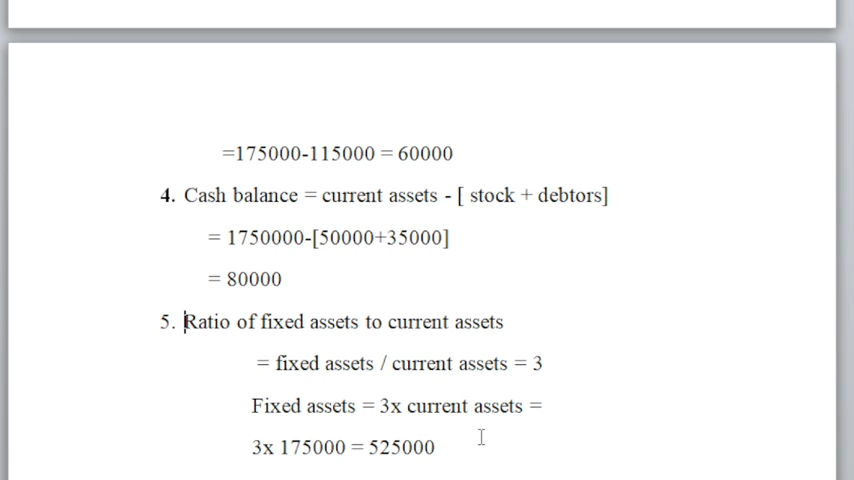 =175000-115000 = 60000
4. Cash balance = current assets - [ stock + debtors]
= 1750000-[50000+35000]
= 80000
5. Ratio of fixed assets to current assets
= fixed assets / current assets = 3
Fixed assets = 3x current assets =
3x 175000 = 525000